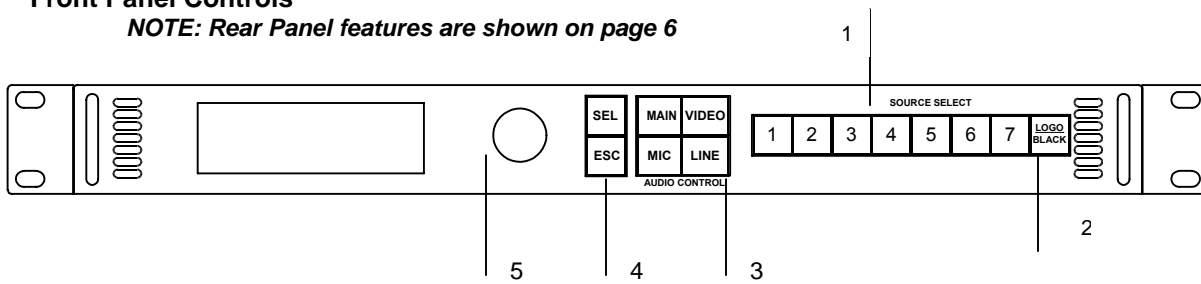 Front Panel Controls
NOTE: Rear Panel features are shown on page 6
1
SOURCE SELECT
SEL MAIN VIDEO 1 2 3 4 5 6 7 LOGO
BLACK
ESC MIC LINE
AUDIO CONTROL
2
5 4 3